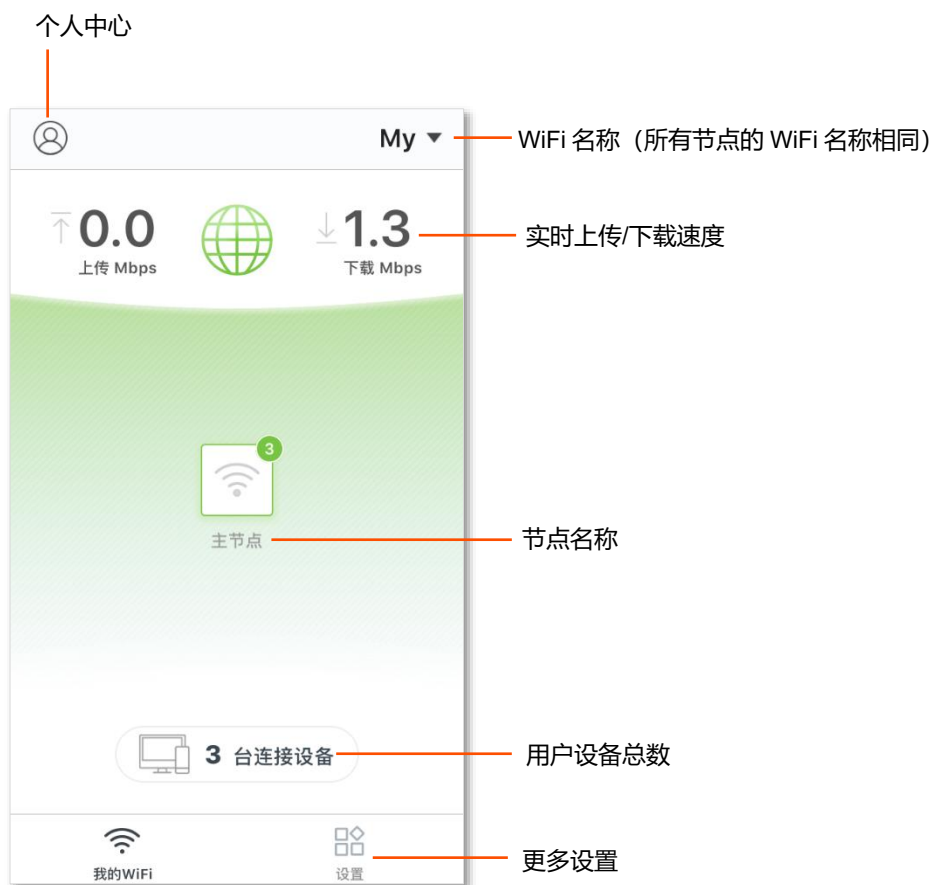 个人中心
My
WiFi 名称（所有节点的 WiFi 名称相同）
0.0
1.3
实时上传/下载速度
上传 Mbps
下载 Mbps
3
主节点
节点名称
3 台连接设备
用户设备总数
我的WiFi
设置
更多设置